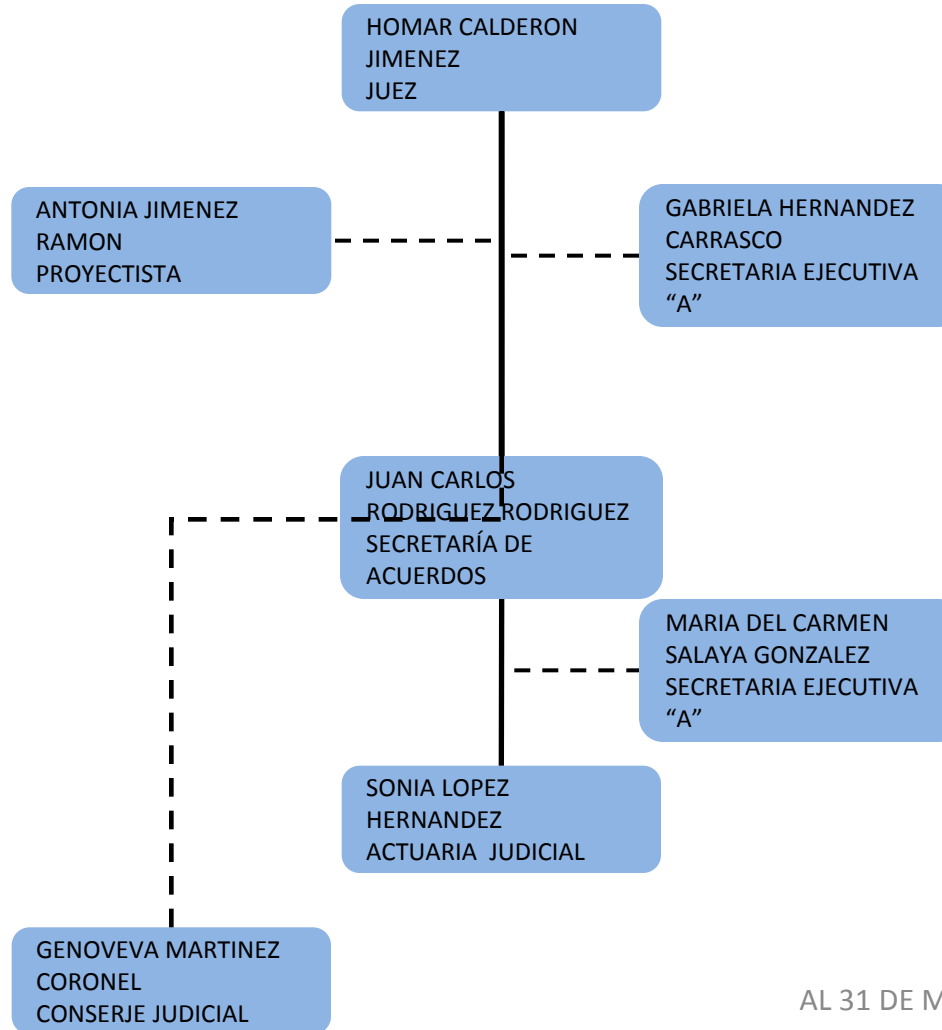 HOMAR CALDERON
JIMENEZ
JUEZ
ANTONIA JIMENEZ
RAMON
PROYECTISTA
GABRIELA HERNANDEZ
CARRASCO
SECRETARIA EJECUTIVA
“A”
JUAN CARLOS
RODRIGUEZ RODRIGUEZ
SECRETARÍA DE
ACUERDOS
MARIA DEL CARMEN
SALAYA GONZALEZ
SECRETARIA EJECUTIVA
“A”
SONIA LOPEZ
HERNANDEZ
ACTUARIA  JUDICIAL
GENOVEVA MARTINEZ
CORONEL
CONSERJE JUDICIAL
AL 31 DE